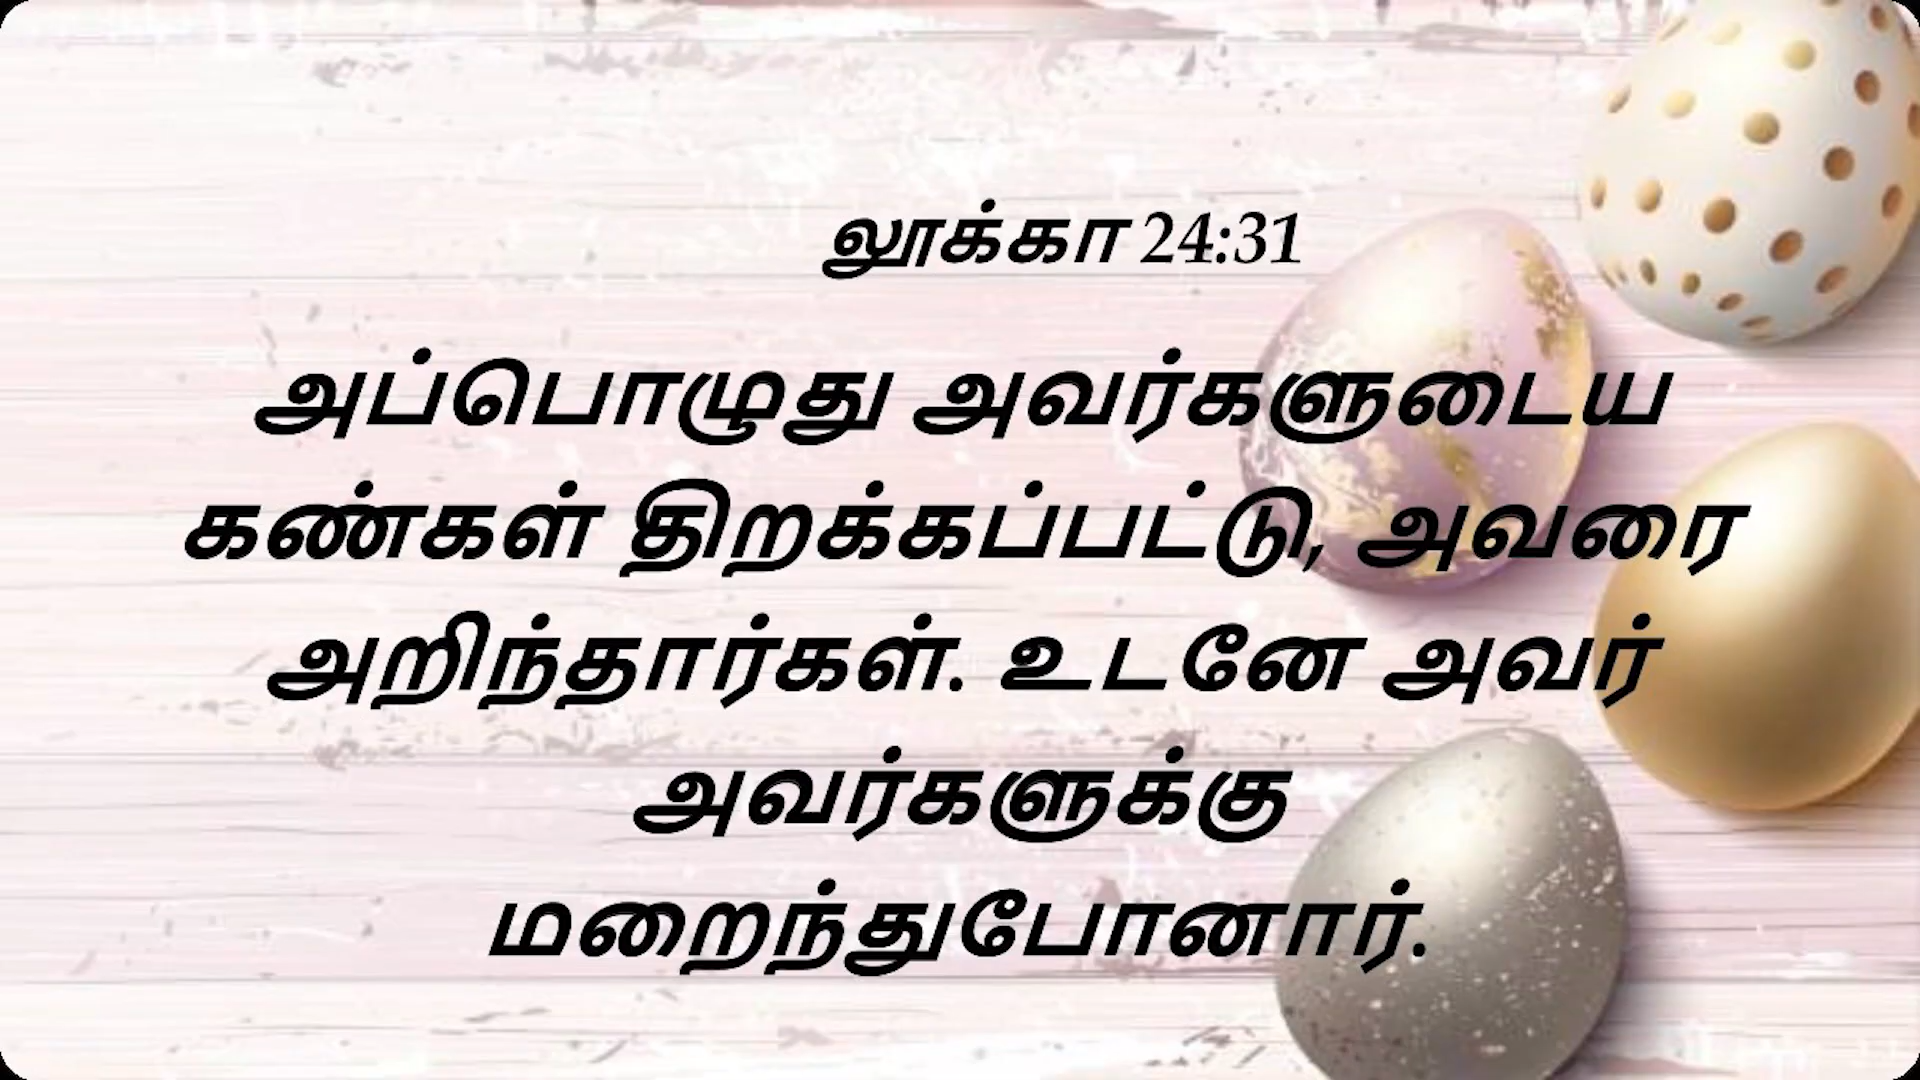 லூக்கா 24:31
அப்பொழுது அவர்களுடைய
கண்கள் திறக்கப்பட்டு, அவரை
அறிந்தார்கள். உடனே அவர்
அவர்களுக்கு
மறைந்துபோனார்.